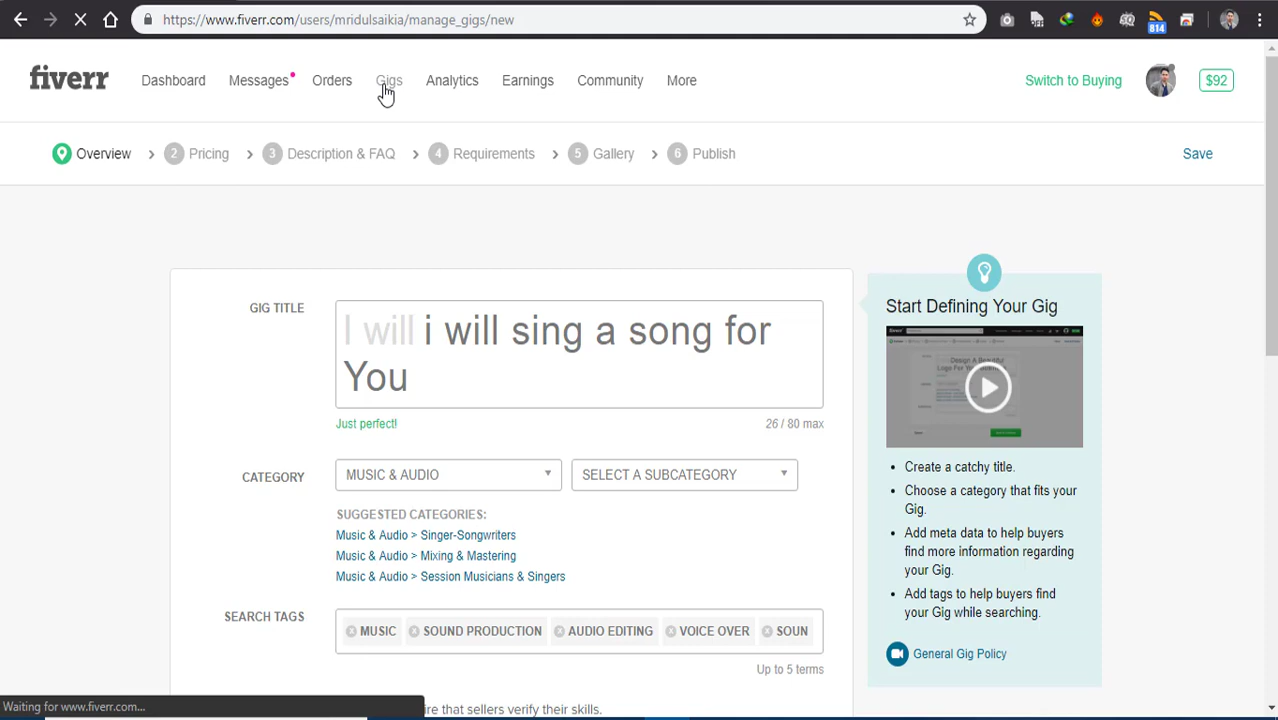 https://www.fiverr.com/users/mridulsaikia/manage_gigs/new
OFF
814
fiverr Dashboard Messages Orders Gigs Analytics Earnings Community More Switch to Buying $92
Overview 2 Pricing 3 Description & FAQ 4 Requirements 5 Gallery 6 Publish Save
GIG TITLE
I will i will sing a song for
You
Just perfect! 26 / 80 max
CATEGORY MUSIC & AUDIO SELECT A SUBCATEGORY
SUGGESTED CATEGORIES:
Music & Audio > Singer-Songwriters
Music & Audio > Mixing & Mastering
Music & Audio > Session Musicians & Singers
SEARCH TAGS MUSIC SOUND PRODUCTION AUDIO EDITING VOICE OVER SOUN
Up to 5 terms
ire that sellers verify their skills.
Start Defining Your Gig
Create a catchy title.
Choose a category that fits your
Gig.
Add meta data to help buyers
find more information regarding
your Gig.
Add tags to help buyers find
your Gig while searching.
General Gig Policy
Waiting for www.fiverr.com...